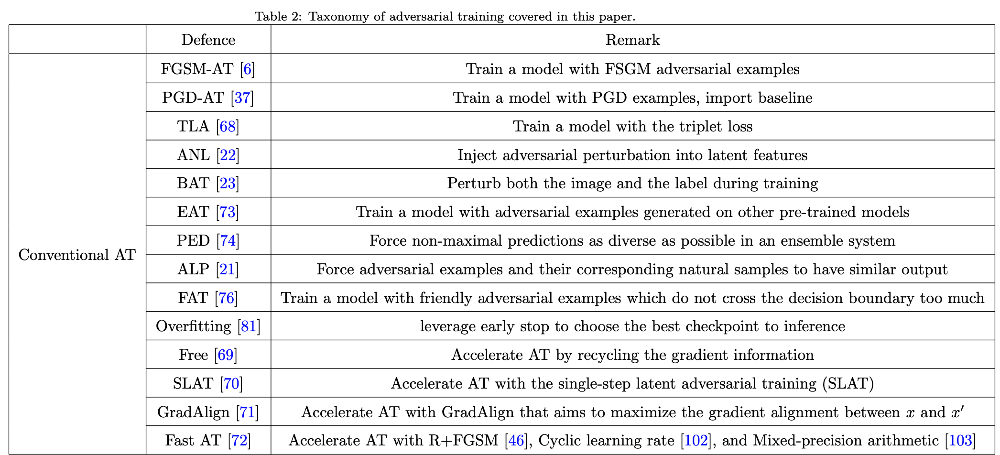 Table 2: Taxonomy of adversarial training covered in this paper.
Defence Remark
FGSM-AT [6] Train a model with FSGM adversarial examples
PGD-AT [37] Train a model with PGD examples, import baseline
TLA [68] Train a model with the triplet loss
ANL [22] Inject adversarial perturbation into latent features
BAT [23] Perturb both the image and the label during training
EAT [73] Train a model with adversarial examples generated on other pre-trained models
PED [74] Force non-maximal predictions as diverse as possible in an ensemble system
Conventional AT
ALP [21] Force adversarial examples and their corresponding natural samples to have similar output
FAT [76] Train a model with friendly adversarial examples which do not cross the decision boundary too much
Overfitting [81] leverage early stop to choose the best checkpoint to inference
Free [69] Accelerate AT by recycling the gradient information
SLAT [70] Accelerate AT with the single-step latent adversarial training (SLAT)
GradAlign [71] Accelerate AT with GradAlign that aims to maximize the gradient alignment between x and x′
Fast AT [72] Accelerate AT with R+FGSM [46], Cyclic learning rate [102], and Mixed-precision arithmetic [103]